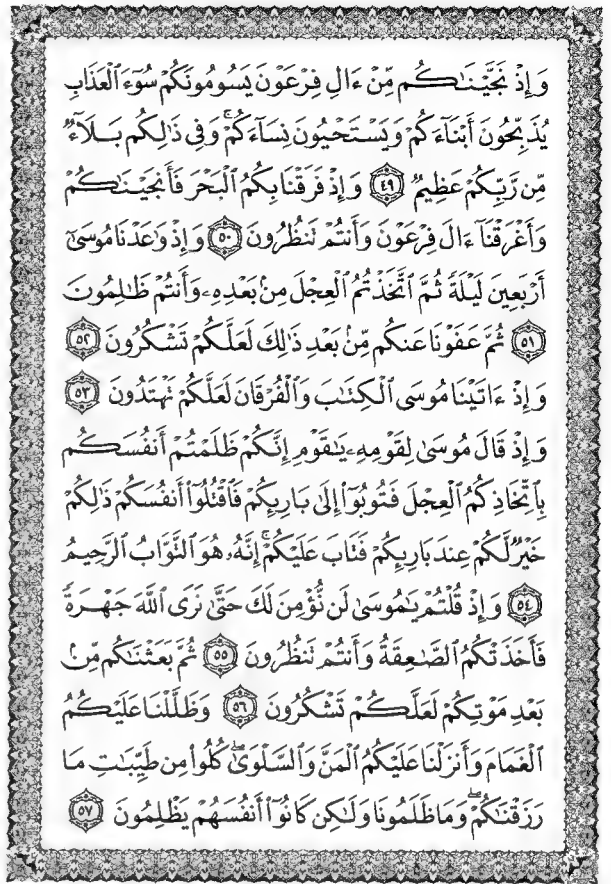 وَإِذْ نَجَّيْنَٰكُم مِّنْ ءَالِ فِرْعَوْنَ يَسُومُونَكُمْ سُوٓءَ ٱلْعَذَابِ
يُذَبِّحُونَ أَبْنَآءَكُمْ وَيَسْتَحْيُونَ نِسَآءَكُمْ ۚ وَفِى ذَٰلِكُم بَلَآءٌ
مِّن رَّبِّكُمْ عَظِيمٌ ٤٩ وَإِذْ فَرَقْنَا بِكُمُ ٱلْبَحْرَ فَأَنجَيْنَٰكُمْ
وَأَغْرَقْنَآ ءَالَ فِرْعَوْنَ وَأَنتُمْ تَنظُرُونَ ٥٠ وَإِذْ وَٰعَدْنَا مُوسَىٰٓ
أَرْبَعِينَ لَيْلَةً ثُمَّ ٱتَّخَذْتُمُ ٱلْعِجْلَ مِنۢ بَعْدِهِۦ وَأَنتُمْ ظَٰلِمُونَ
٥١ ثُمَّ عَفَوْنَا عَنكُم مِّنۢ بَعْدِ ذَٰلِكَ لَعَلَّكُمْ تَشْكُرُونَ ٥٢
وَإِذْ ءَاتَيْنَا مُوسَى ٱلْكِتَٰبَ وَٱلْفُرْقَانَ لَعَلَّكُمْ تَهْتَدُونَ ٥٣
وَإِذْ قَالَ مُوسَىٰ لِقَوْمِهِۦ يَٰقَوْمِ إِنَّكُمْ ظَلَمْتُمْ أَنفُسَكُم
بِٱتِّخَاذِكُمُ ٱلْعِجْلَ فَتُوبُوٓا۟ إِلَىٰ بَارِئِكُمْ فَٱقْتُلُوٓا۟ أَنفُسَكُمْ ذَٰلِكُمْ
خَيْرٌ لَّكُمْ عِندَ بَارِئِكُمْ فَتَابَ عَلَيْكُمْ ۚ إِنَّهُۥ هُوَ ٱلتَّوَّابُ ٱلرَّحِيمُ
٥٤ وَإِذْ قُلْتُمْ يَٰمُوسَىٰ لَن نُّؤْمِنَ لَكَ حَتَّىٰ نَرَى ٱللَّهَ جَهْرَةً
فَأَخَذَتْكُمُ ٱلصَّٰعِقَةُ وَأَنتُمْ تَنظُرُونَ ٥٥ ثُمَّ بَعَثْنَٰكُم مِّنۢ
بَعْدِ مَوْتِكُمْ لَعَلَّكُمْ تَشْكُرُونَ ٥٦ وَظَلَّلْنَا عَلَيْكُمُ
ٱلْغَمَامَ وَأَنزَلْنَا عَلَيْكُمُ ٱلْمَنَّ وَٱلسَّلْوَىٰ ۖ كُلُوا۟ مِن طَيِّبَٰتِ مَا
رَزَقْنَٰكُمْ ۖ وَمَا ظَلَمُونَا وَلَٰكِن كَانُوٓا۟ أَنفُسَهُمْ يَظْلِمُونَ ٥٧